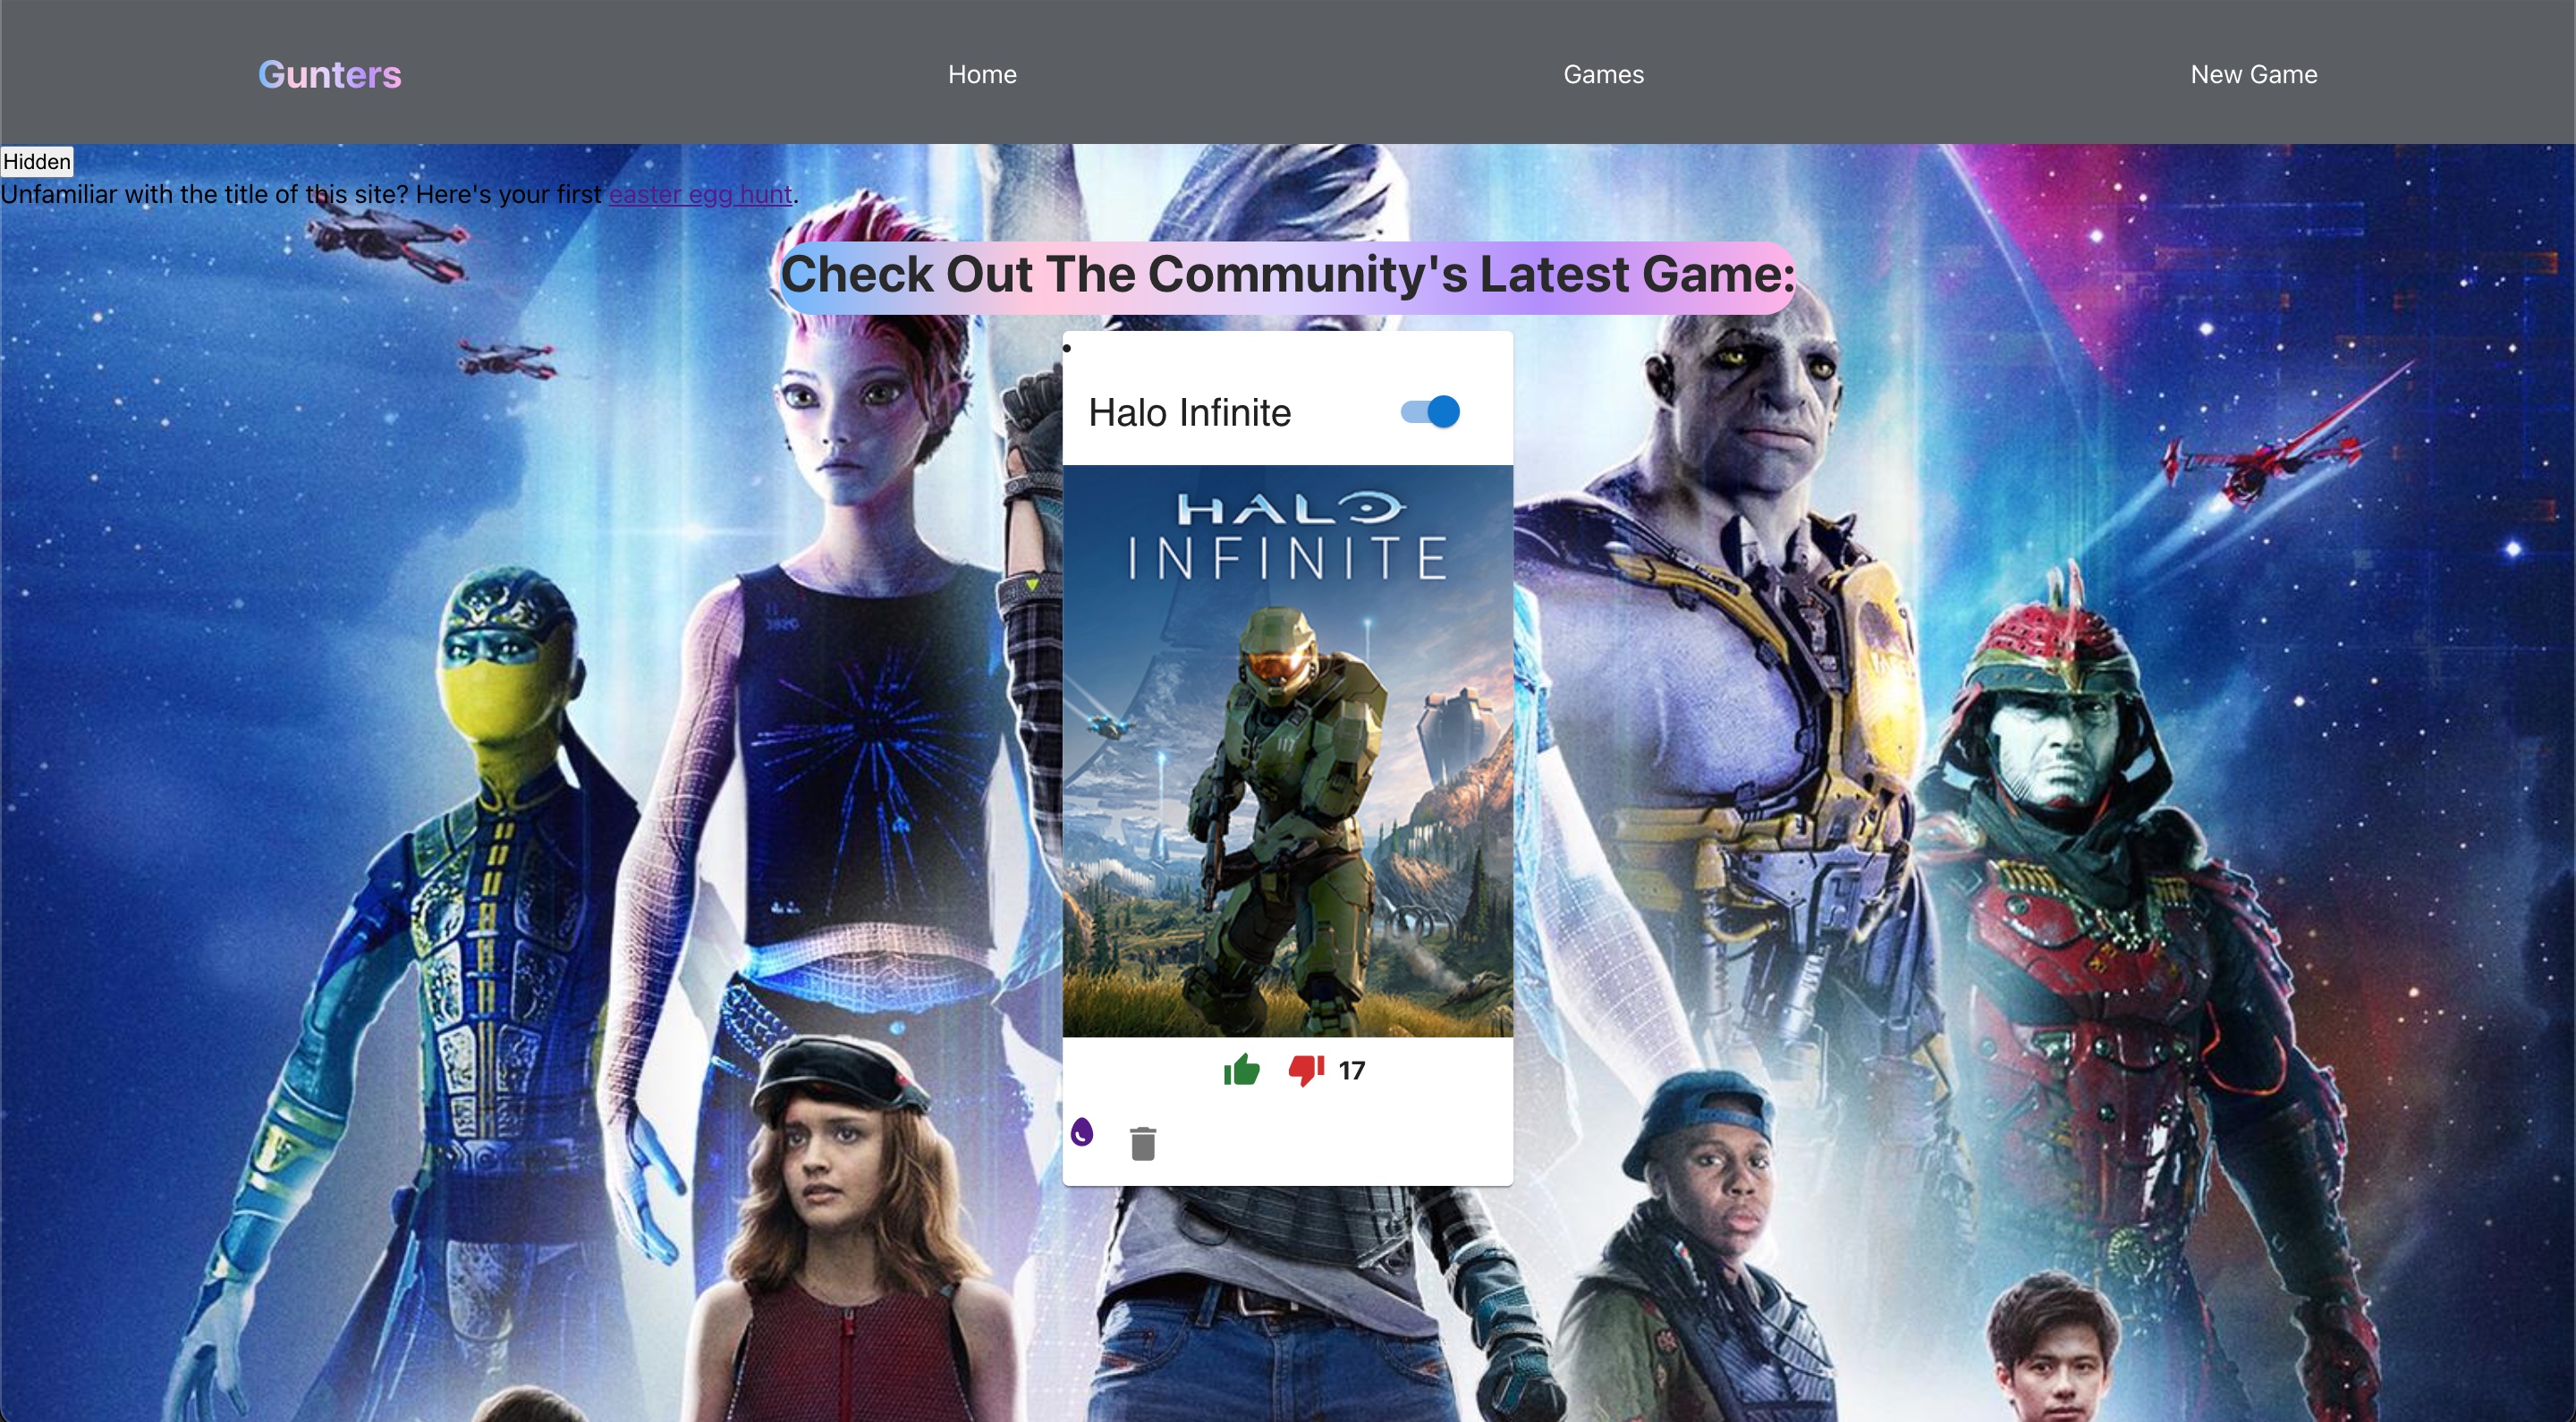 Gunters
Home
Games
New Game
Hidden
Unfamiliar with the title of this site? Here's your first easter egg hunt.
Check Out The Community's Latest Game:
Halo Infinite
HALO
INFINITE
117
17